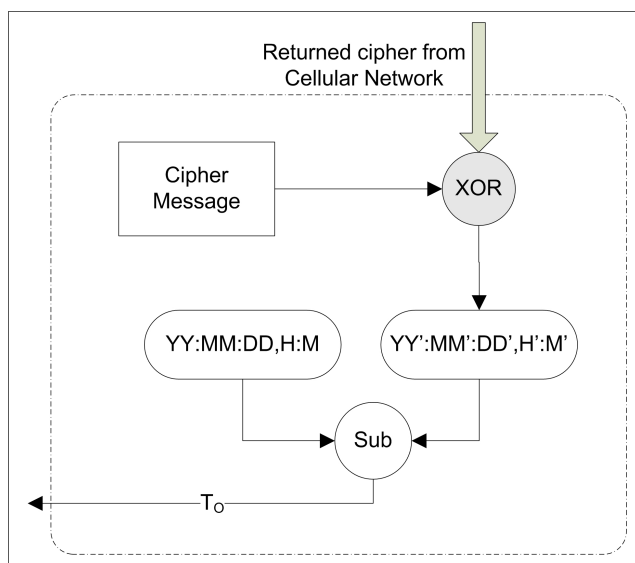 Returned cipher from
Cellular Network
Cipher
Message
XOR
YY:MM:DD,H:M
YY’:MM’:DD’,H’:M’
Sub
To